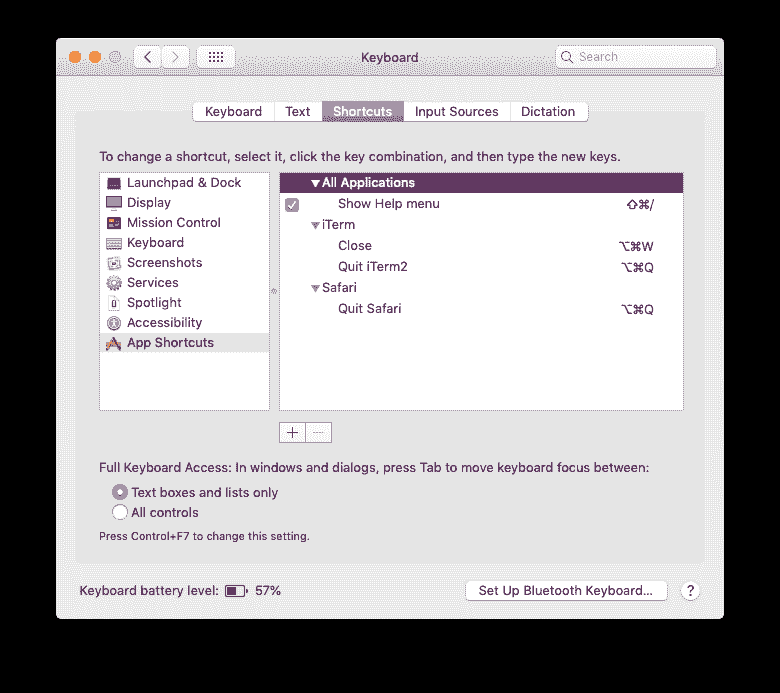 Keyboard
Search
Keyboard Text Shortcuts Input Sources Dictation
To change a shortcut, select it, click the key combination, and then type the new keys.
Launchpad & Dock
Display
Mission Control
Keyboard
Screenshots
Services
Spotlight
Accessibility
App Shortcuts
All Applications
Show Help menu ⇧⌘/
iTerm
Close ⌥⌘W
Quit iTerm2 ⌥⌘Q
Safari
Quit Safari ⌥⌘Q
Full Keyboard Access: In windows and dialogs, press Tab to move keyboard focus between:
Text boxes and lists only
All controls
Press Control+F7 to change this setting.
Keyboard battery level: 57%
Set Up Bluetooth Keyboard...
?